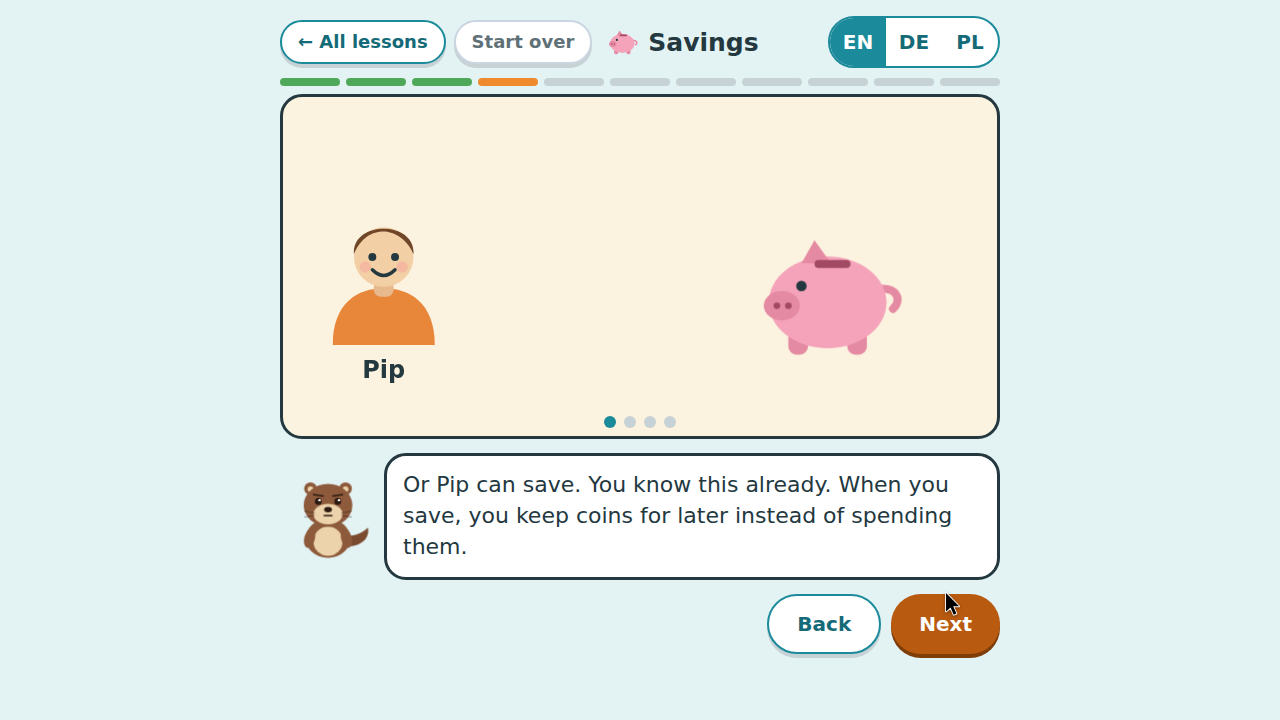 ← All lessons
Start over
Savings
EN DE PL
Pip
Or Pip can save. You know this already. When you
save, you keep coins for later instead of spending
them.
Back
Next